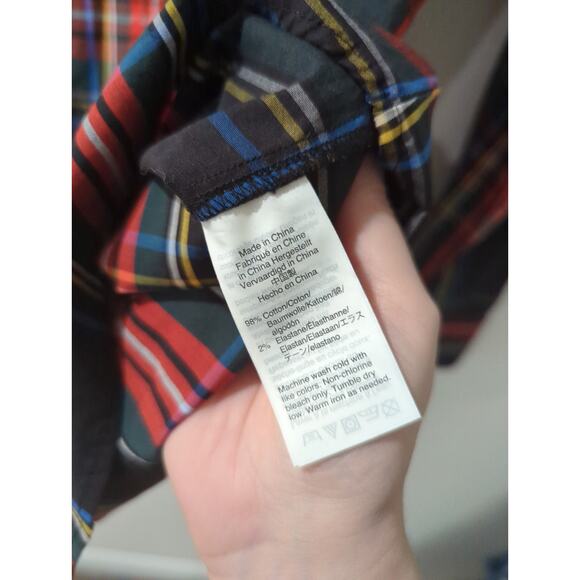 Made in China
Fabriqué en Chine
in China Hergestellt
Vervaardigd in China
中国製
Hecho en China
98% Cotton/Coton/
Baumwolle/Katoen/綿/
algodón
2% Elastane/Élasthanne/
Elastan/Elastaan/エラス
テーン/elastano
Machine wash cold with
like colors. Non-chlorine
bleach only. Tumble dry
low. Warm iron as needed.